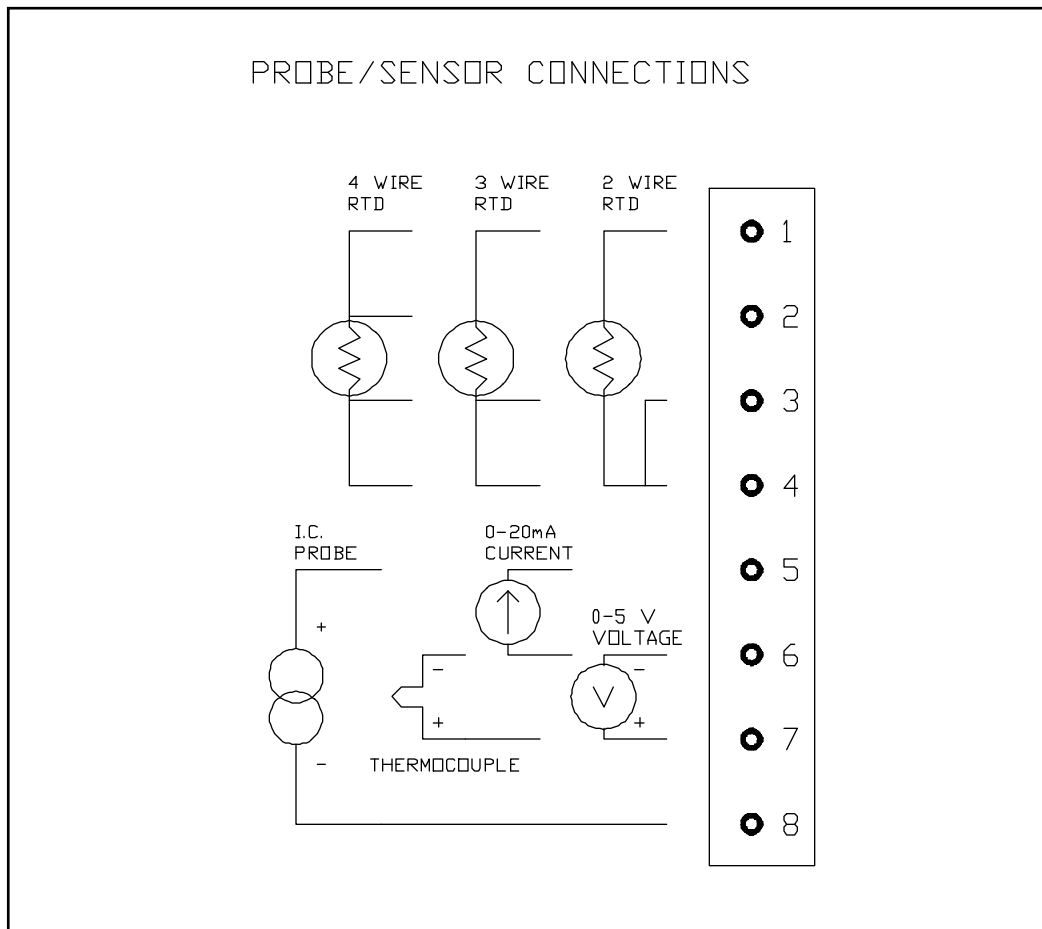 PROBE/SENSOR CONNECTIONS
4 WIRE
RTD
3 WIRE
RTD
2 WIRE
RTD
1
2
3
4
I.C.
PROBE
0-20mA
CURRENT
5
+
0-5 V
VOLTAGE
6
-
-
V
+
+
7
-
THERMOCOUPLE
8